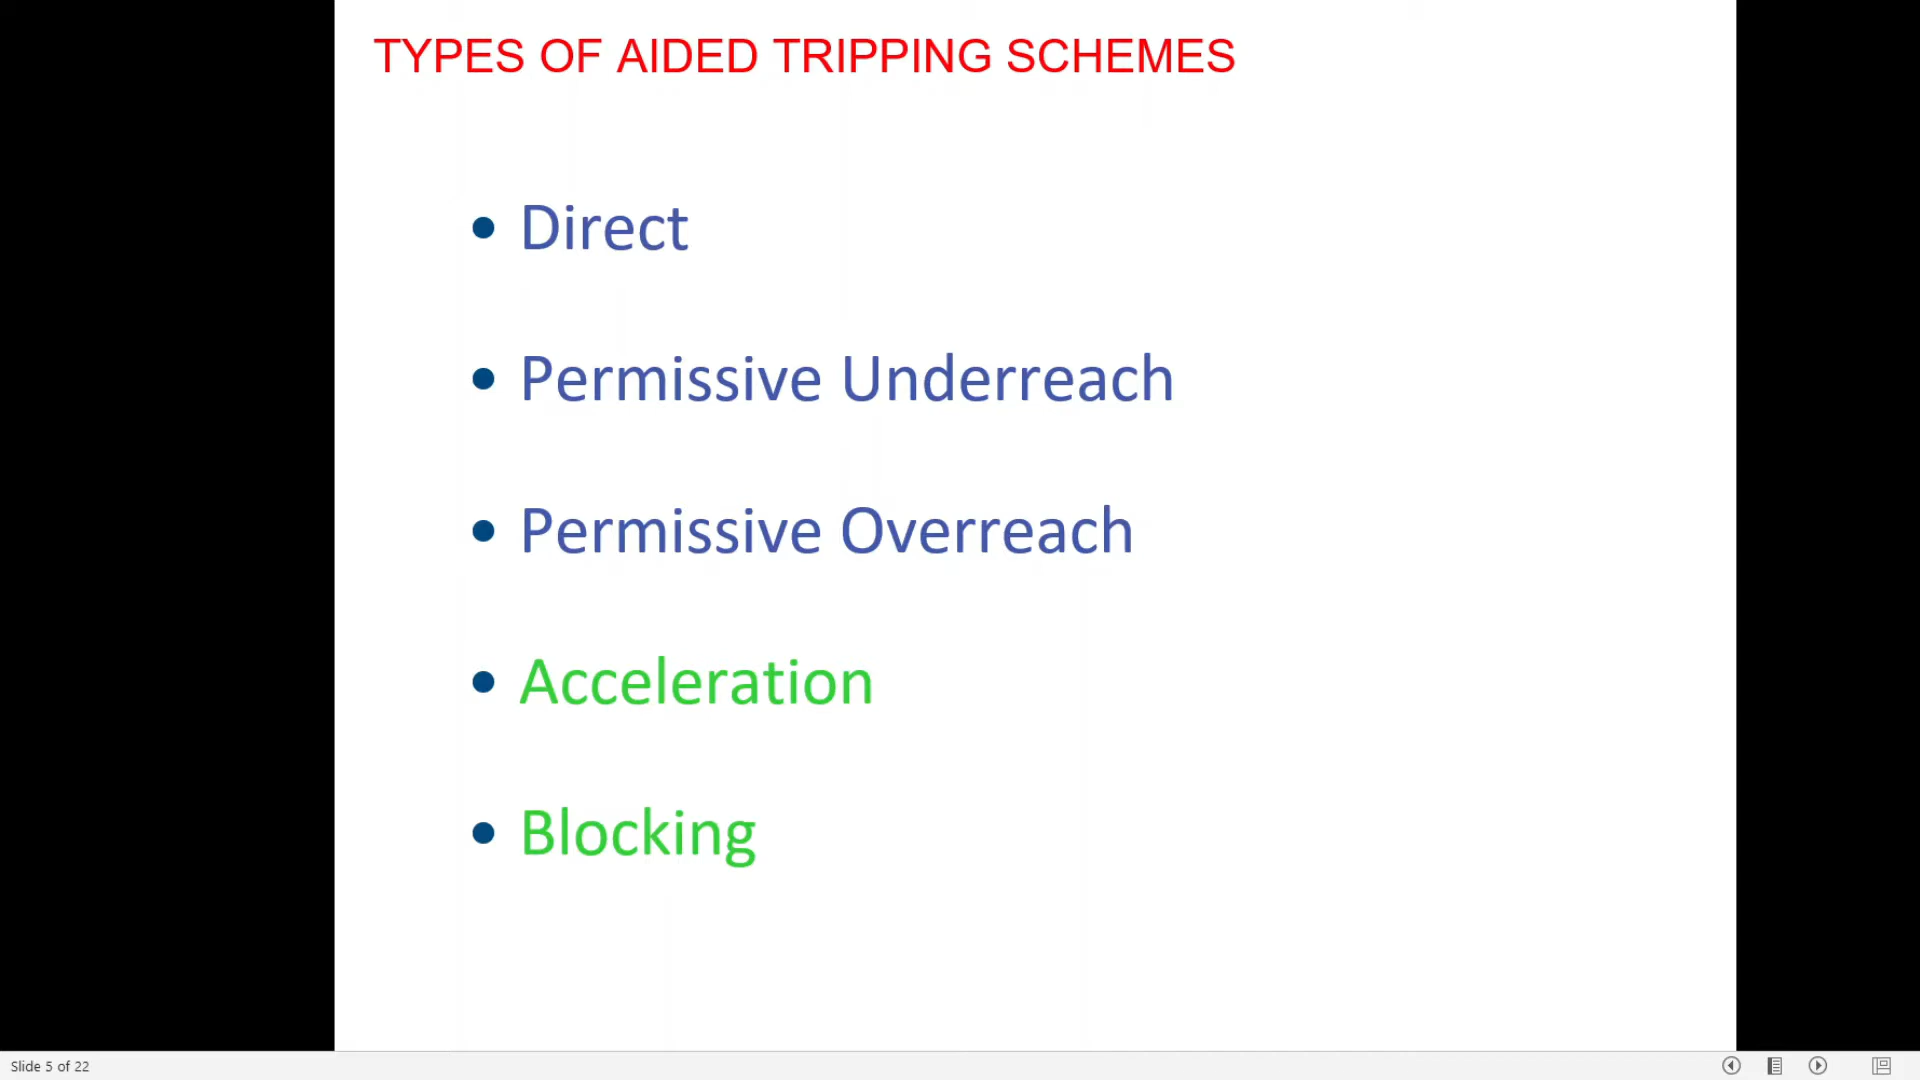 TYPES OF AIDED TRIPPING SCHEMES
• Direct
• Permissive Underreach
• Permissive Overreach
• Acceleration
• Blocking
Slide 5 of 22